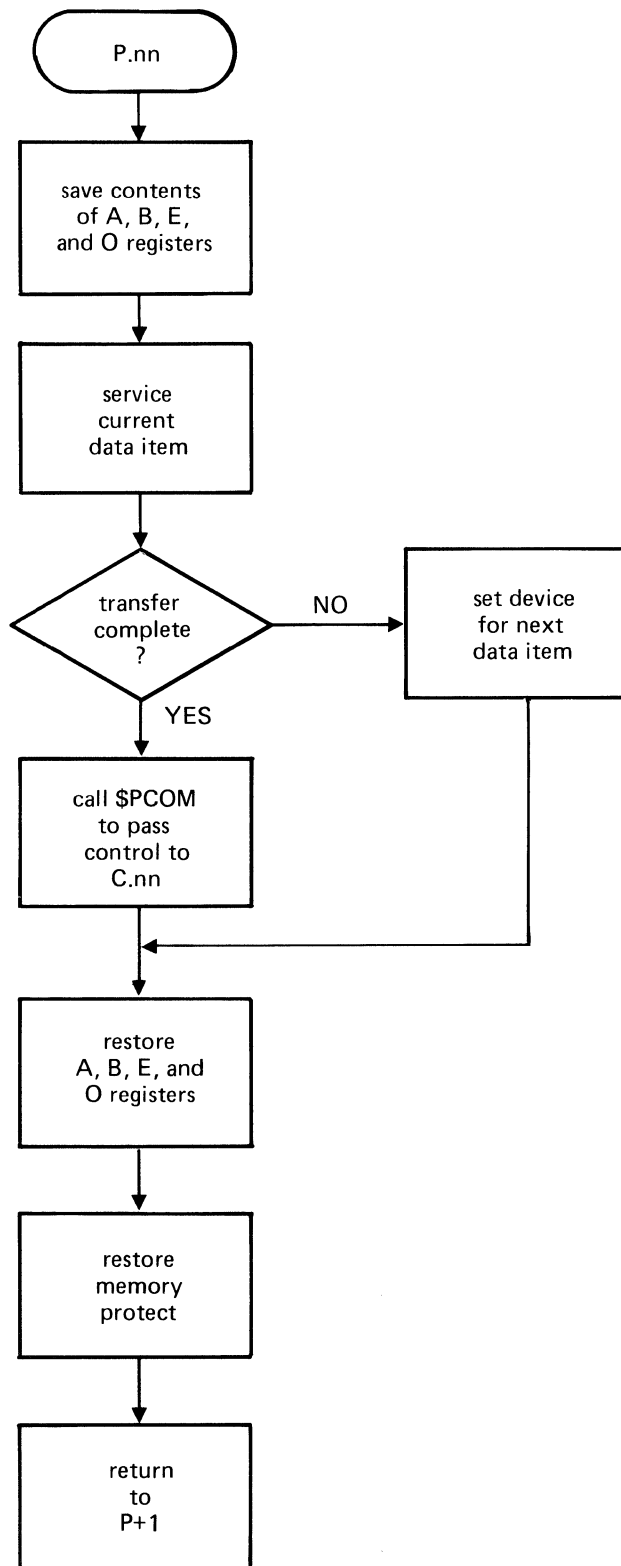 P.nn
save contents
of A, B, E,
and O registers
service
current
data item
transfer
complete
?
NO
set device
for next
data item
YES
call $PCOM
to pass
control to
C.nn
restore
A, B, E, and
O registers
restore
memory
protect
return
to
P+1